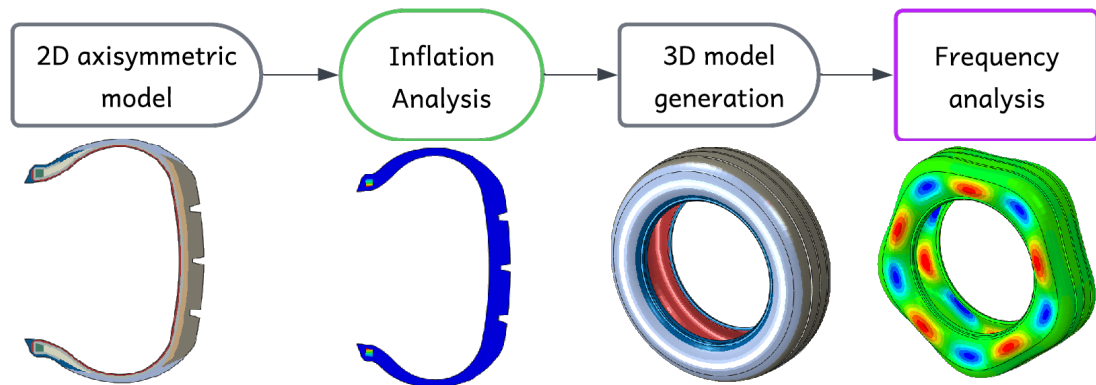 2D axisymmetric
model
Inflation
Analysis
3D model
generation
Frequency
analysis